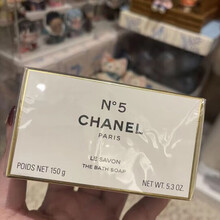 N°5
CHANEL
PARIS
LE SAVON
THE BATH SOAP
POIDS NET 150 g
NET WT. 5.3 OZ.